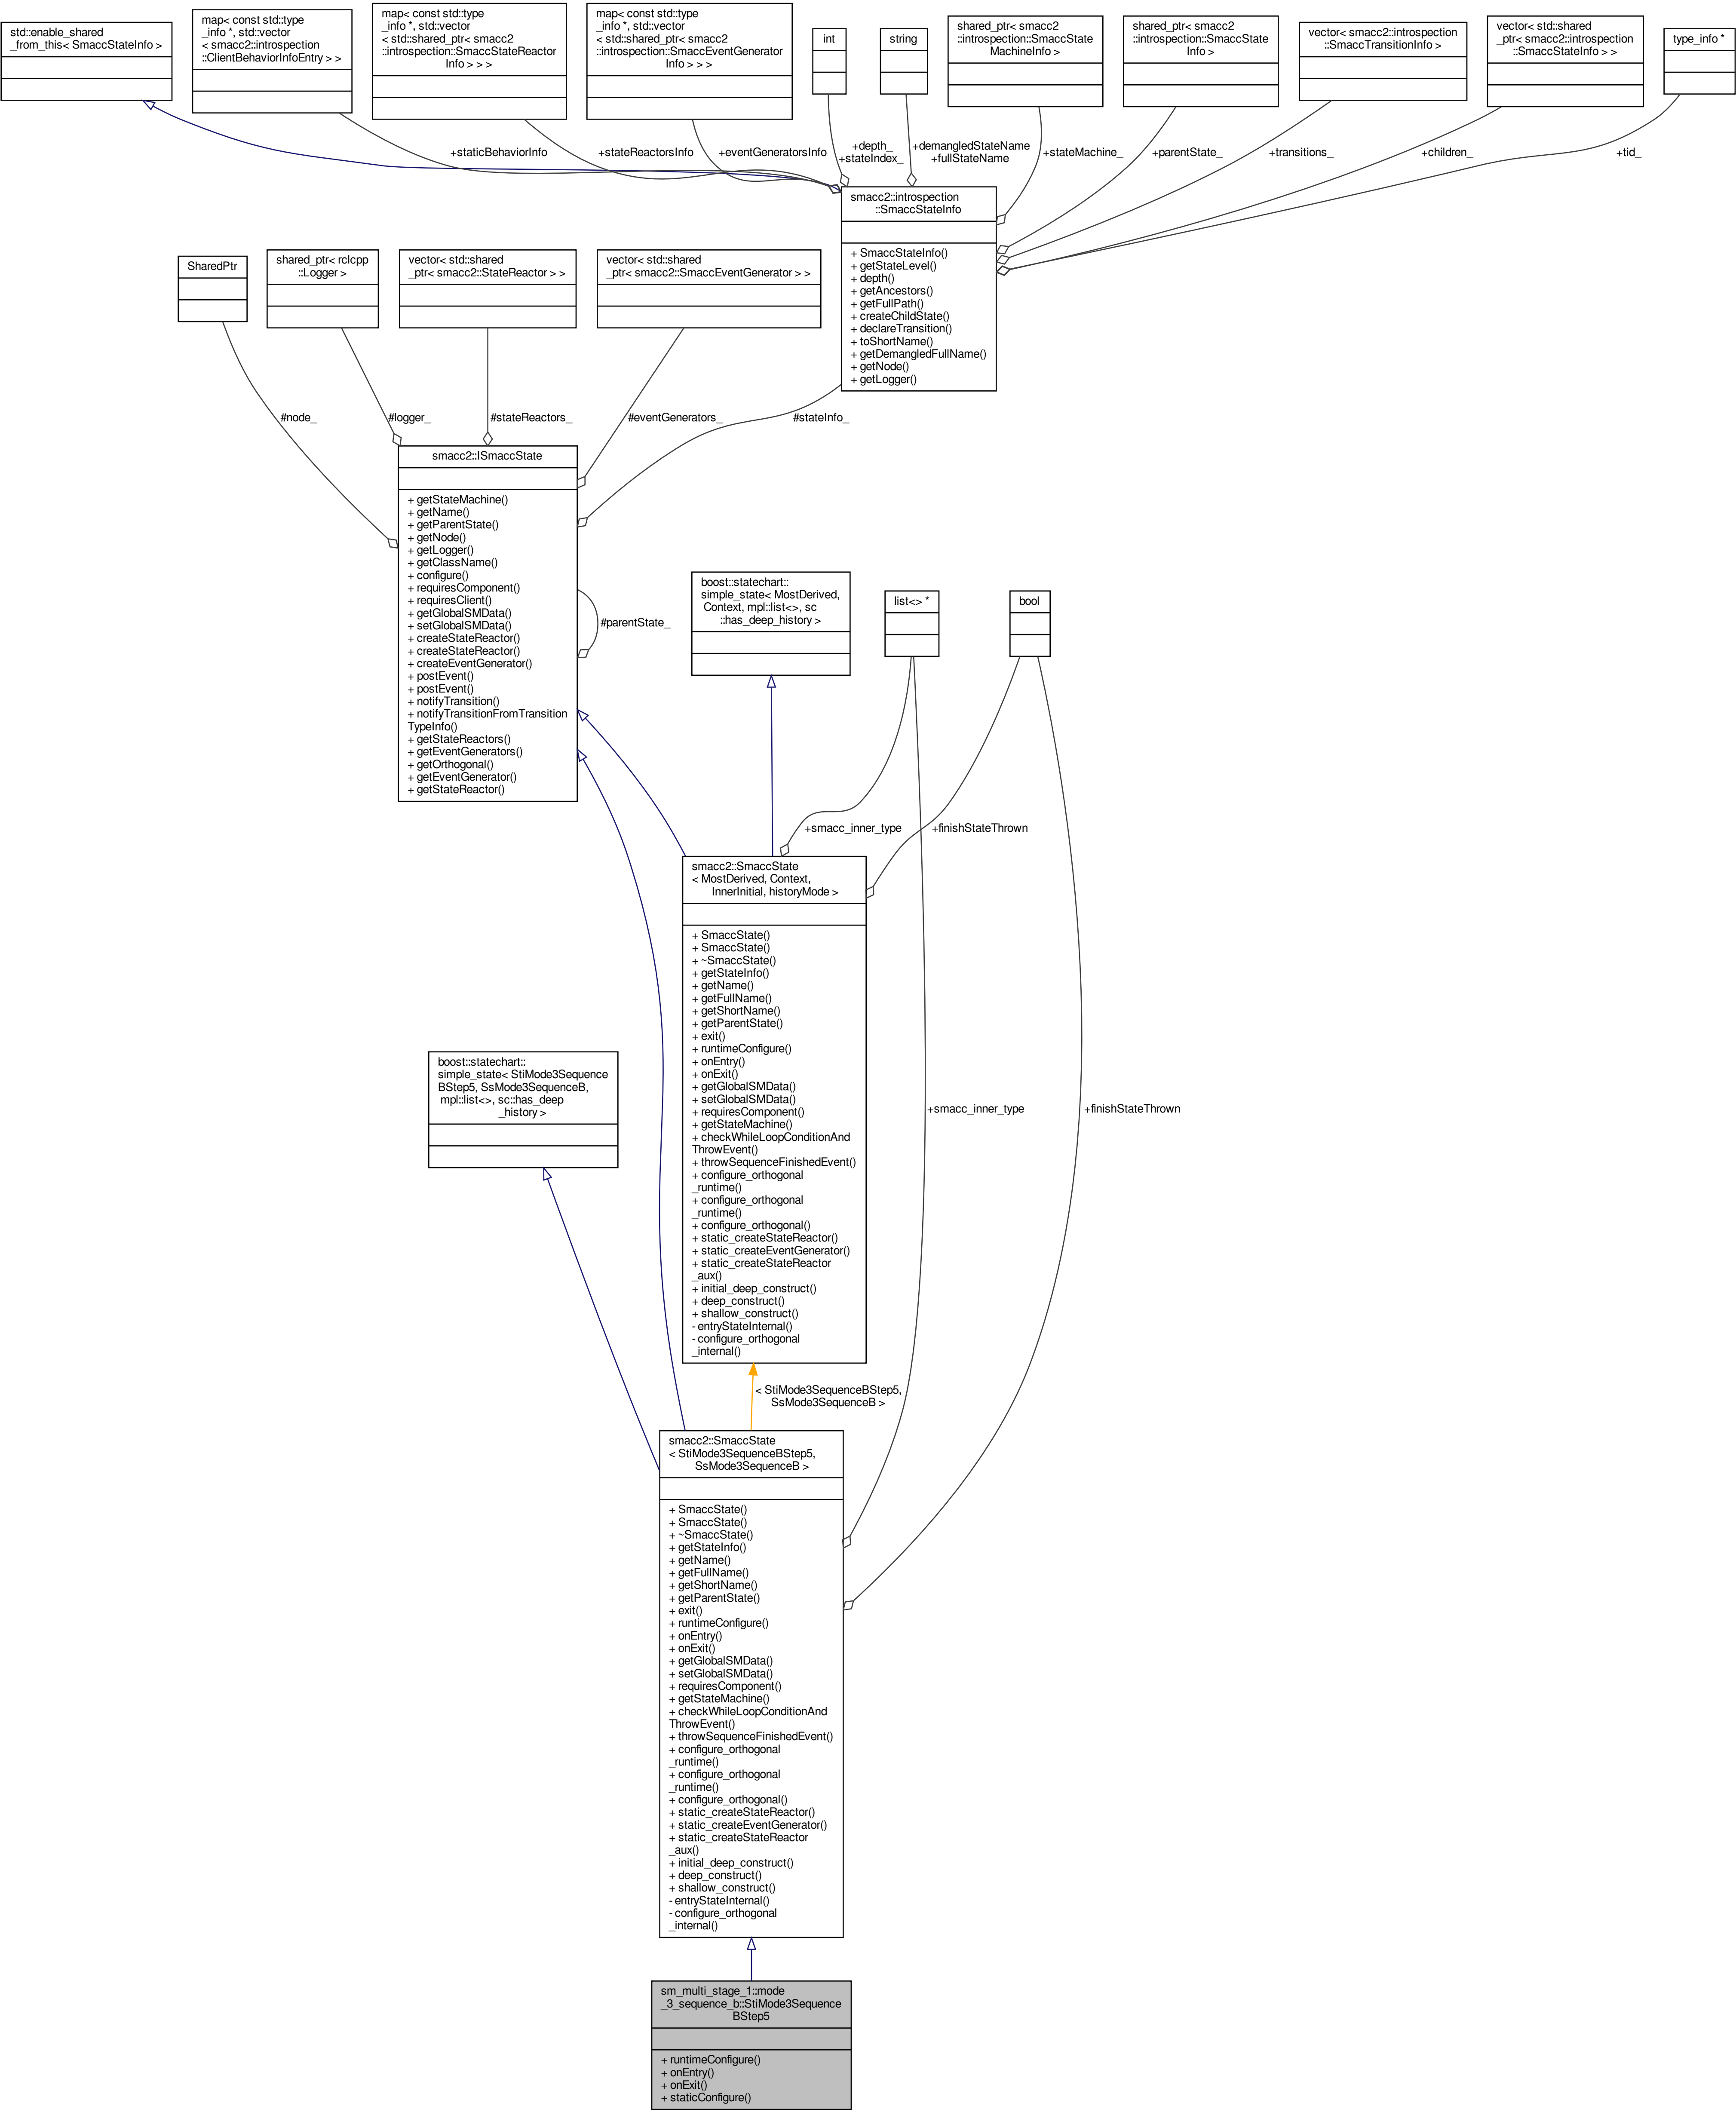 std::enable_shared
_from_this< SmaccStateInfo >
map< const std::type
_info *, std::vector
< smacc2::introspection
::ClientBehaviorInfoEntry > >
map< const std::type
_info *, std::vector
< std::shared_ptr< smacc2
::introspection::SmaccStateReactor
Info > > >
map< const std::type
_info *, std::vector
< std::shared_ptr< smacc2
::introspection::SmaccEventGenerator
Info > > >
int
string
shared_ptr< smacc2
::introspection::SmaccState
MachineInfo >
shared_ptr< smacc2
::introspection::SmaccState
Info >
vector< smacc2::introspection
::SmaccTransitionInfo >
vector< std::shared
_ptr< smacc2::introspection
::SmaccStateInfo > >
type_info *
+staticBehaviorInfo
+stateReactorsInfo
+eventGeneratorsInfo
+depth_
+stateIndex_
+demangledStateName
+fullStateName
+stateMachine_
+parentState_
+transitions_
+children_
+tid_
smacc2::introspection
::SmaccStateInfo
+ SmaccStateInfo()
+ getStateLevel()
+ depth()
+ getAncestors()
+ getFullPath()
+ createChildState()
+ declareTransition()
+ toShortName()
+ getDemangledFullName()
+ getNode()
+ getLogger()
SharedPtr
shared_ptr< rclcpp
::Logger >
vector< std::shared
_ptr< smacc2::StateReactor > >
vector< std::shared
_ptr< smacc2::SmaccEventGenerator > >
#node_
#logger_
#stateReactors_
#eventGenerators_
#stateInfo_
smacc2::ISmaccState
+ getStateMachine()
+ getName()
+ getParentState()
+ getNode()
+ getLogger()
+ getClassName()
+ configure()
+ requiresComponent()
+ requiresClient()
+ getGlobalSMData()
+ setGlobalSMData()
+ createStateReactor()
+ createStateReactor()
+ createEventGenerator()
+ postEvent()
+ postEvent()
+ notifyTransition()
+ notifyTransitionFromTransition
TypeInfo()
+ getStateReactors()
+ getEventGenerators()
+ getOrthogonal()
+ getEventGenerator()
+ getStateReactor()
#parentState_
boost::statechart::
simple_state< MostDerived,
Context, mpl::list<>, sc
::has_deep_history >
list<> *
bool
+smacc_inner_type
+finishStateThrown
smacc2::SmaccState
< MostDerived, Context,
InnerInitial, historyMode >
+ SmaccState()
+ SmaccState()
+ ~SmaccState()
+ getStateInfo()
+ getName()
+ getFullName()
+ getShortName()
+ getParentState()
+ exit()
+ runtimeConfigure()
+ onEntry()
+ onExit()
+ getGlobalSMData()
+ setGlobalSMData()
+ requiresComponent()
+ getStateMachine()
+ checkWhileLoopConditionAnd
ThrowEvent()
+ throwSequenceFinishedEvent()
+ configure_orthogonal
_runtime()
+ configure_orthogonal
_runtime()
+ configure_orthogonal()
+ static_createStateReactor()
+ static_createEventGenerator()
+ static_createStateReactor
_aux()
+ initial_deep_construct()
+ deep_construct()
+ shallow_construct()
- entryStateInternal()
- configure_orthogonal
_internal()
boost::statechart::
simple_state< StiMode3Sequence
BStep5, SsMode3SequenceB,
mpl::list<>, sc::has_deep
_history >
+smacc_inner_type
+finishStateThrown
< StiMode3SequenceBStep5,
SsMode3SequenceB >
smacc2::SmaccState
< StiMode3SequenceBStep5,
SsMode3SequenceB >
+ SmaccState()
+ SmaccState()
+ ~SmaccState()
+ getStateInfo()
+ getName()
+ getFullName()
+ getShortName()
+ getParentState()
+ exit()
+ runtimeConfigure()
+ onEntry()
+ onExit()
+ getGlobalSMData()
+ setGlobalSMData()
+ requiresComponent()
+ getStateMachine()
+ checkWhileLoopConditionAnd
ThrowEvent()
+ throwSequenceFinishedEvent()
+ configure_orthogonal
_runtime()
+ configure_orthogonal
_runtime()
+ configure_orthogonal()
+ static_createStateReactor()
+ static_createEventGenerator()
+ static_createStateReactor
_aux()
+ initial_deep_construct()
+ deep_construct()
+ shallow_construct()
- entryStateInternal()
- configure_orthogonal
_internal()
sm_multi_stage_1::mode
_3_sequence_b::StiMode3Sequence
BStep5
+ runtimeConfigure()
+ onEntry()
+ onExit()
+ staticConfigure()